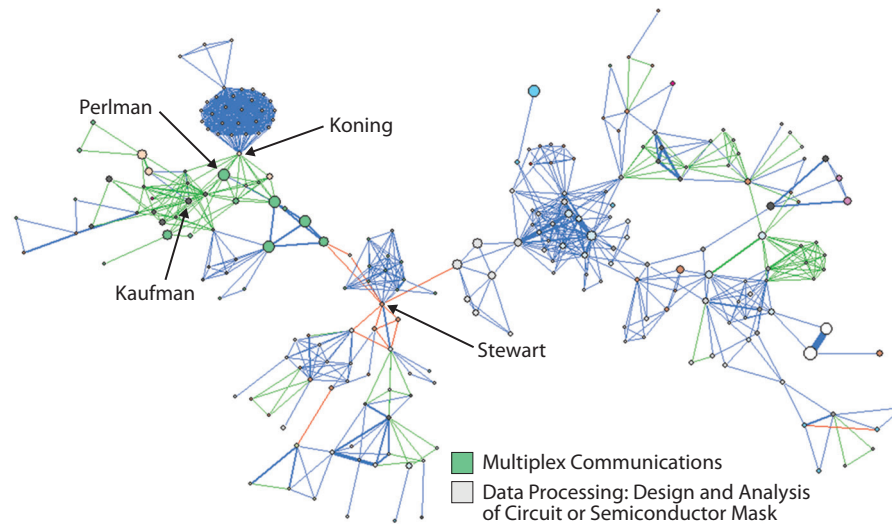 Perlman
Koning
Kaufman
Stewart
Multiplex Communications
Data Processing: Design and Analysis
of Circuit or Semiconductor Mask